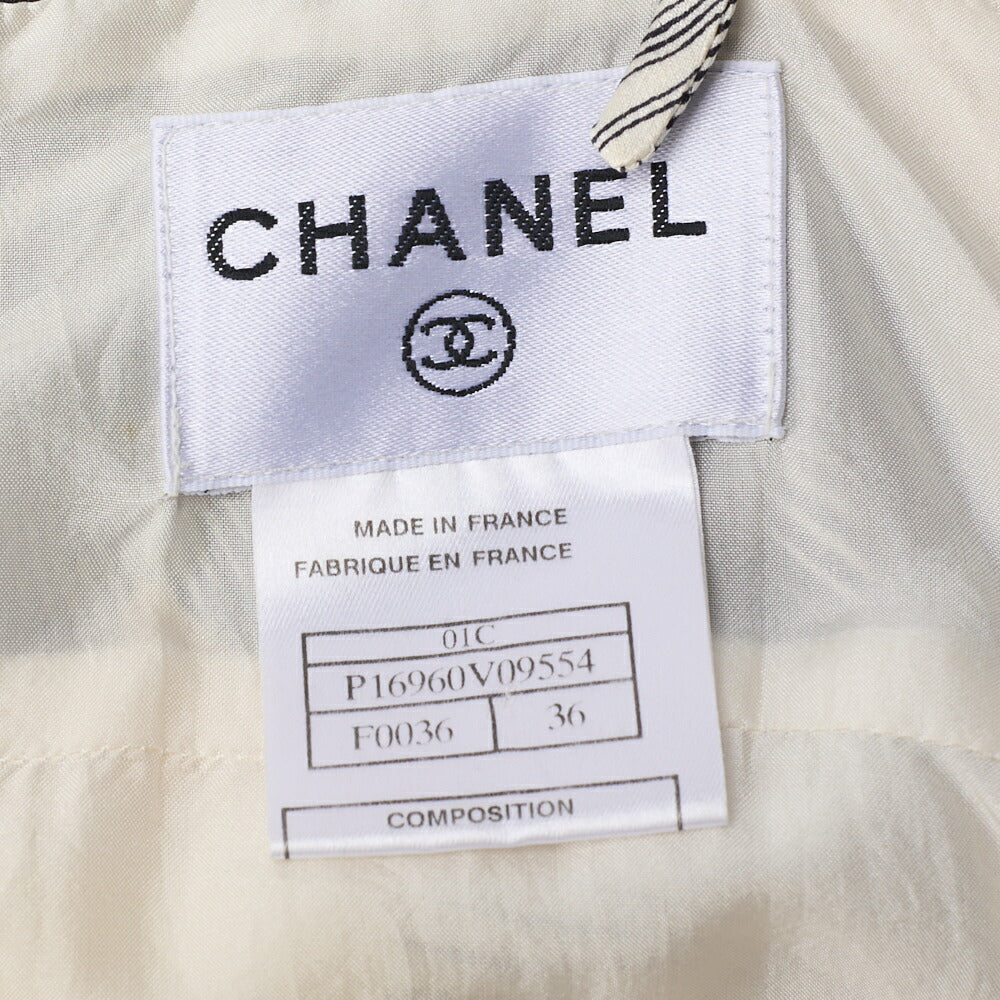 CHANEL
MADE IN FRANCE
FABRIQUE EN FRANCE
01C
P16960V09554
F0036 36
COMPOSITION